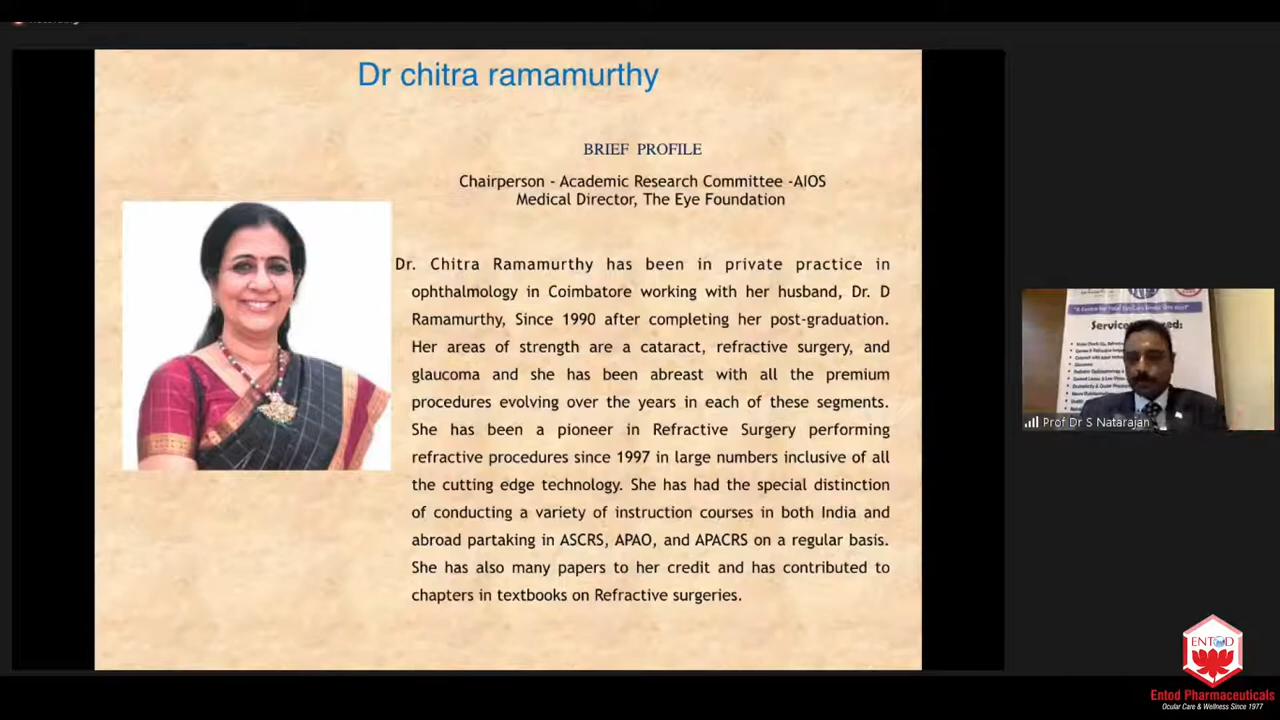 Dr chitra ramamurthy
BRIEF PROFILE
Chairperson - Academic Research Committee -AIOS
Medical Director, The Eye Foundation
Dr. Chitra Ramamurthy has been in private practice in
ophthalmology in Coimbatore working with her husband, Dr. D
Ramamurthy, Since 1990 after completing her post-graduation.
Her areas of strength are a cataract, refractive surgery, and
glaucoma and she has been abreast with all the premium
procedures evolving over the years in each of these segments.
She has been a pioneer in Refractive Surgery performing
refractive procedures since 1997 in large numbers inclusive of all
the cutting edge technology. She has had the special distinction
of conducting a variety of instruction courses in both India and
abroad partaking in ASCRS, APAO, and APACRS on a regular basis.
She has also many papers to her credit and has contributed to
chapters in textbooks on Refractive surgeries.
Prof Dr S Natarajan
ENTOD
Entod Pharmaceuticals
Ocular Care & Wellness Since 1977